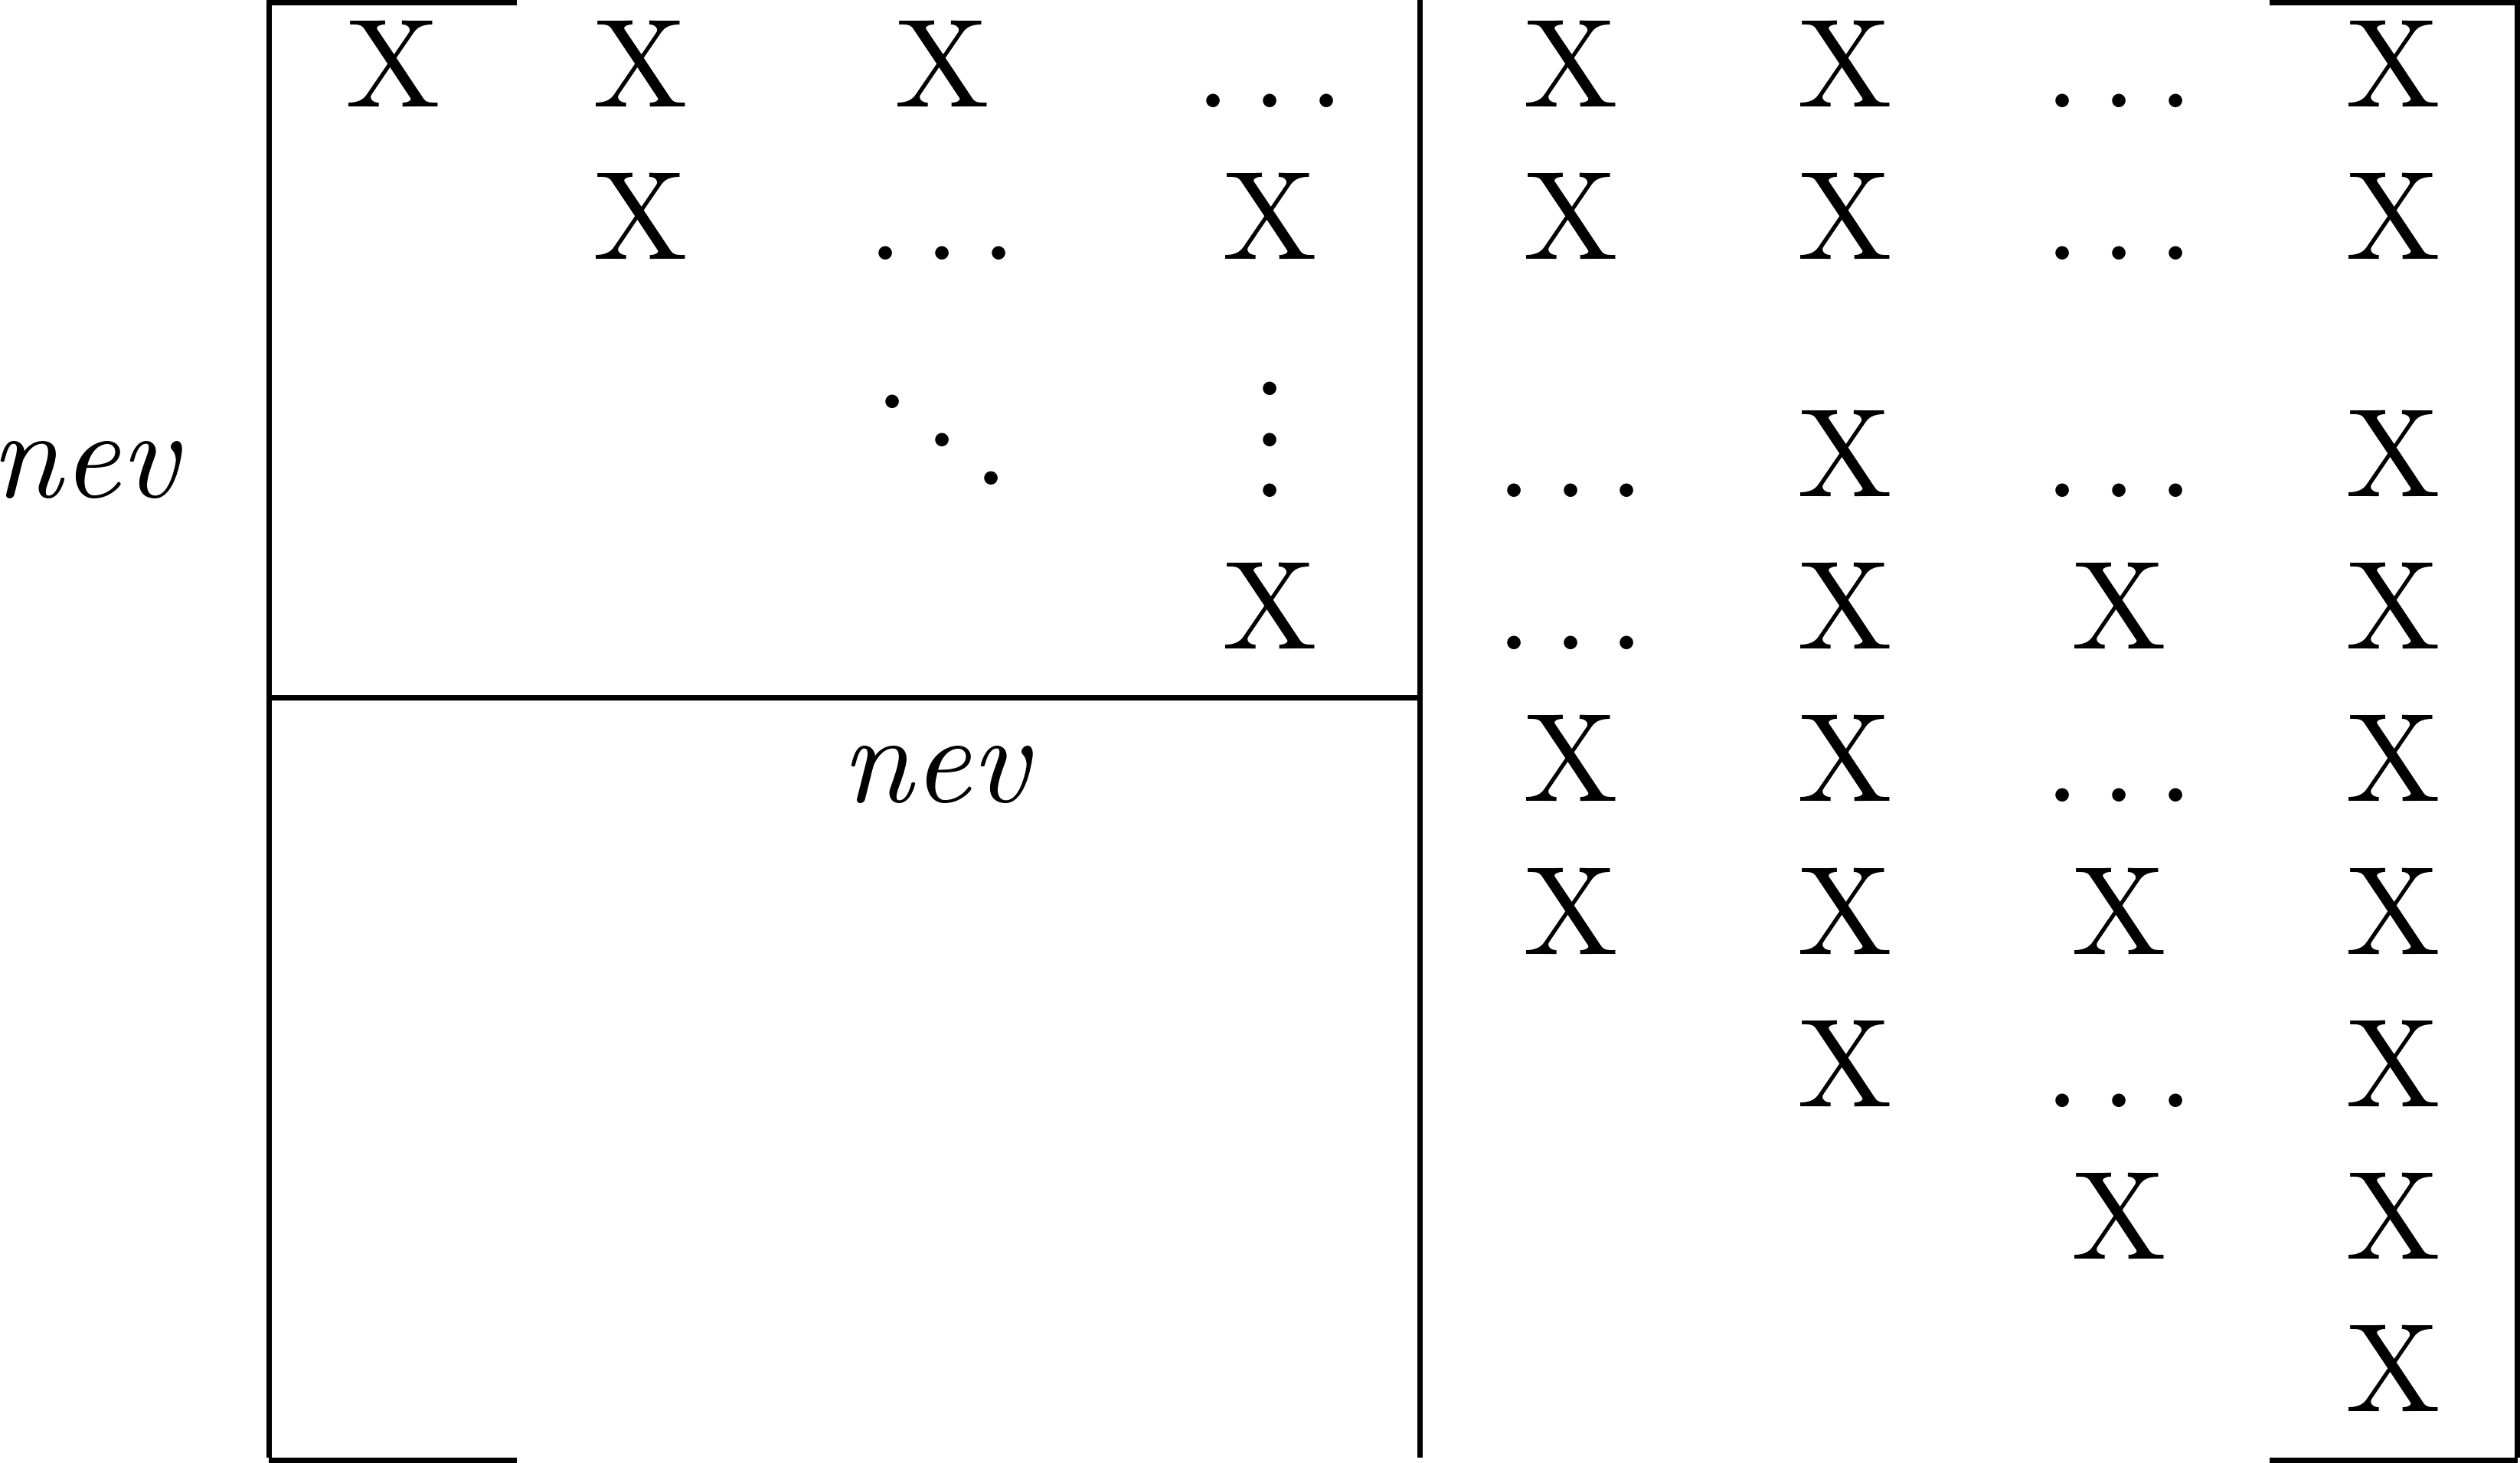 X X X . . . X X . . . X
X . . . X X X . . . X
nev ⋱ ⋮ . . . X . . . X
X . . . X X X
nev X X . . . X
X X X X
X . . . X
X X
X